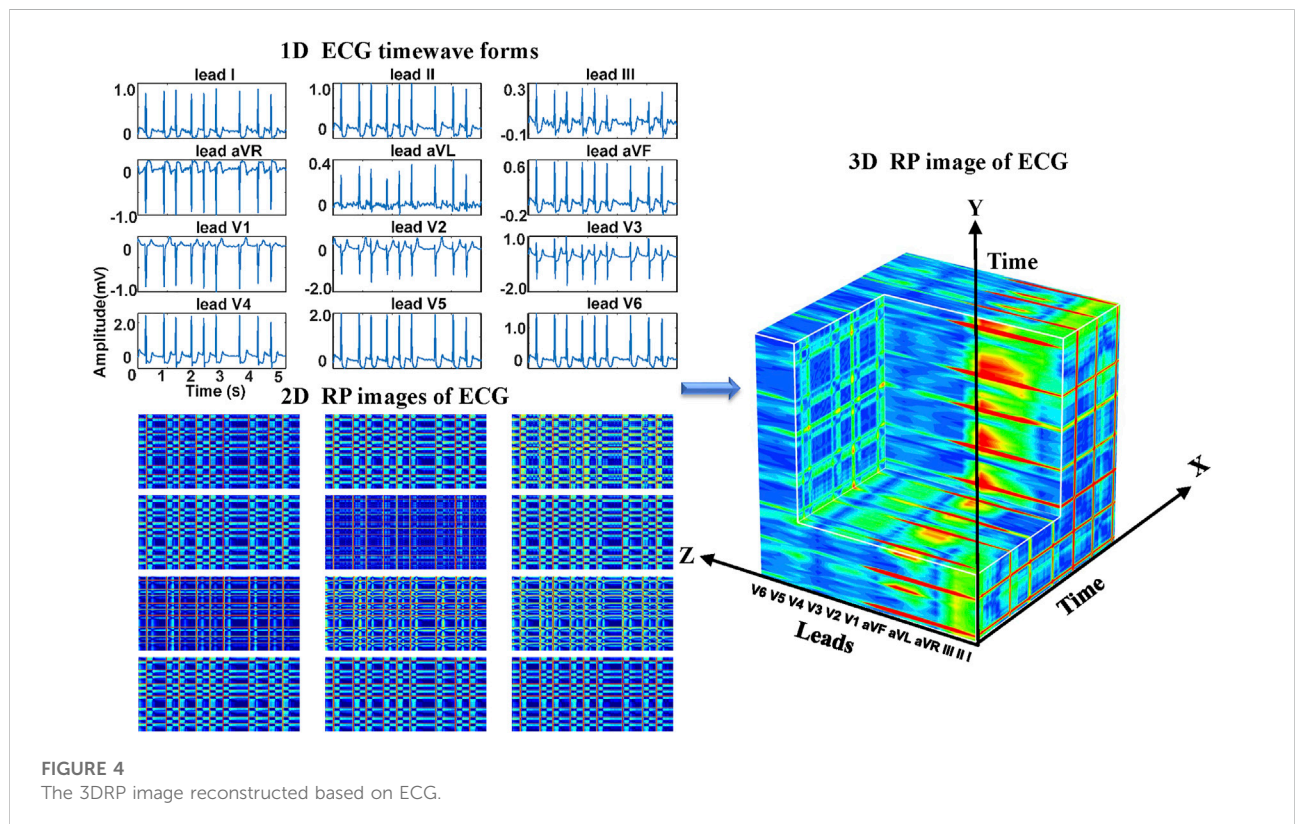 1D ECG timewave forms
lead I
lead II
lead III
1.0
0
1.0
0
0.3
-0.1
lead aVR
lead aVL
lead aVF
0
-1.0
0.4
0
0.6
-0.2
lead V1
lead V2
lead V3
0
-1.0
0
-2.0
1.0
-2.0
lead V4
lead V5
lead V6
2.0
0
2.0
0
1.0
0
Amplitude(mV)
0 1 2 3 4 5
Time (s)
2D RP images of ECG
3D RP image of ECG
Y
Time
X
Time
Z
V6 V5 V4 V3 V2 V1 aVF aVL aVR III II I
Leads
FIGURE 4
The 3DRP image reconstructed based on ECG.